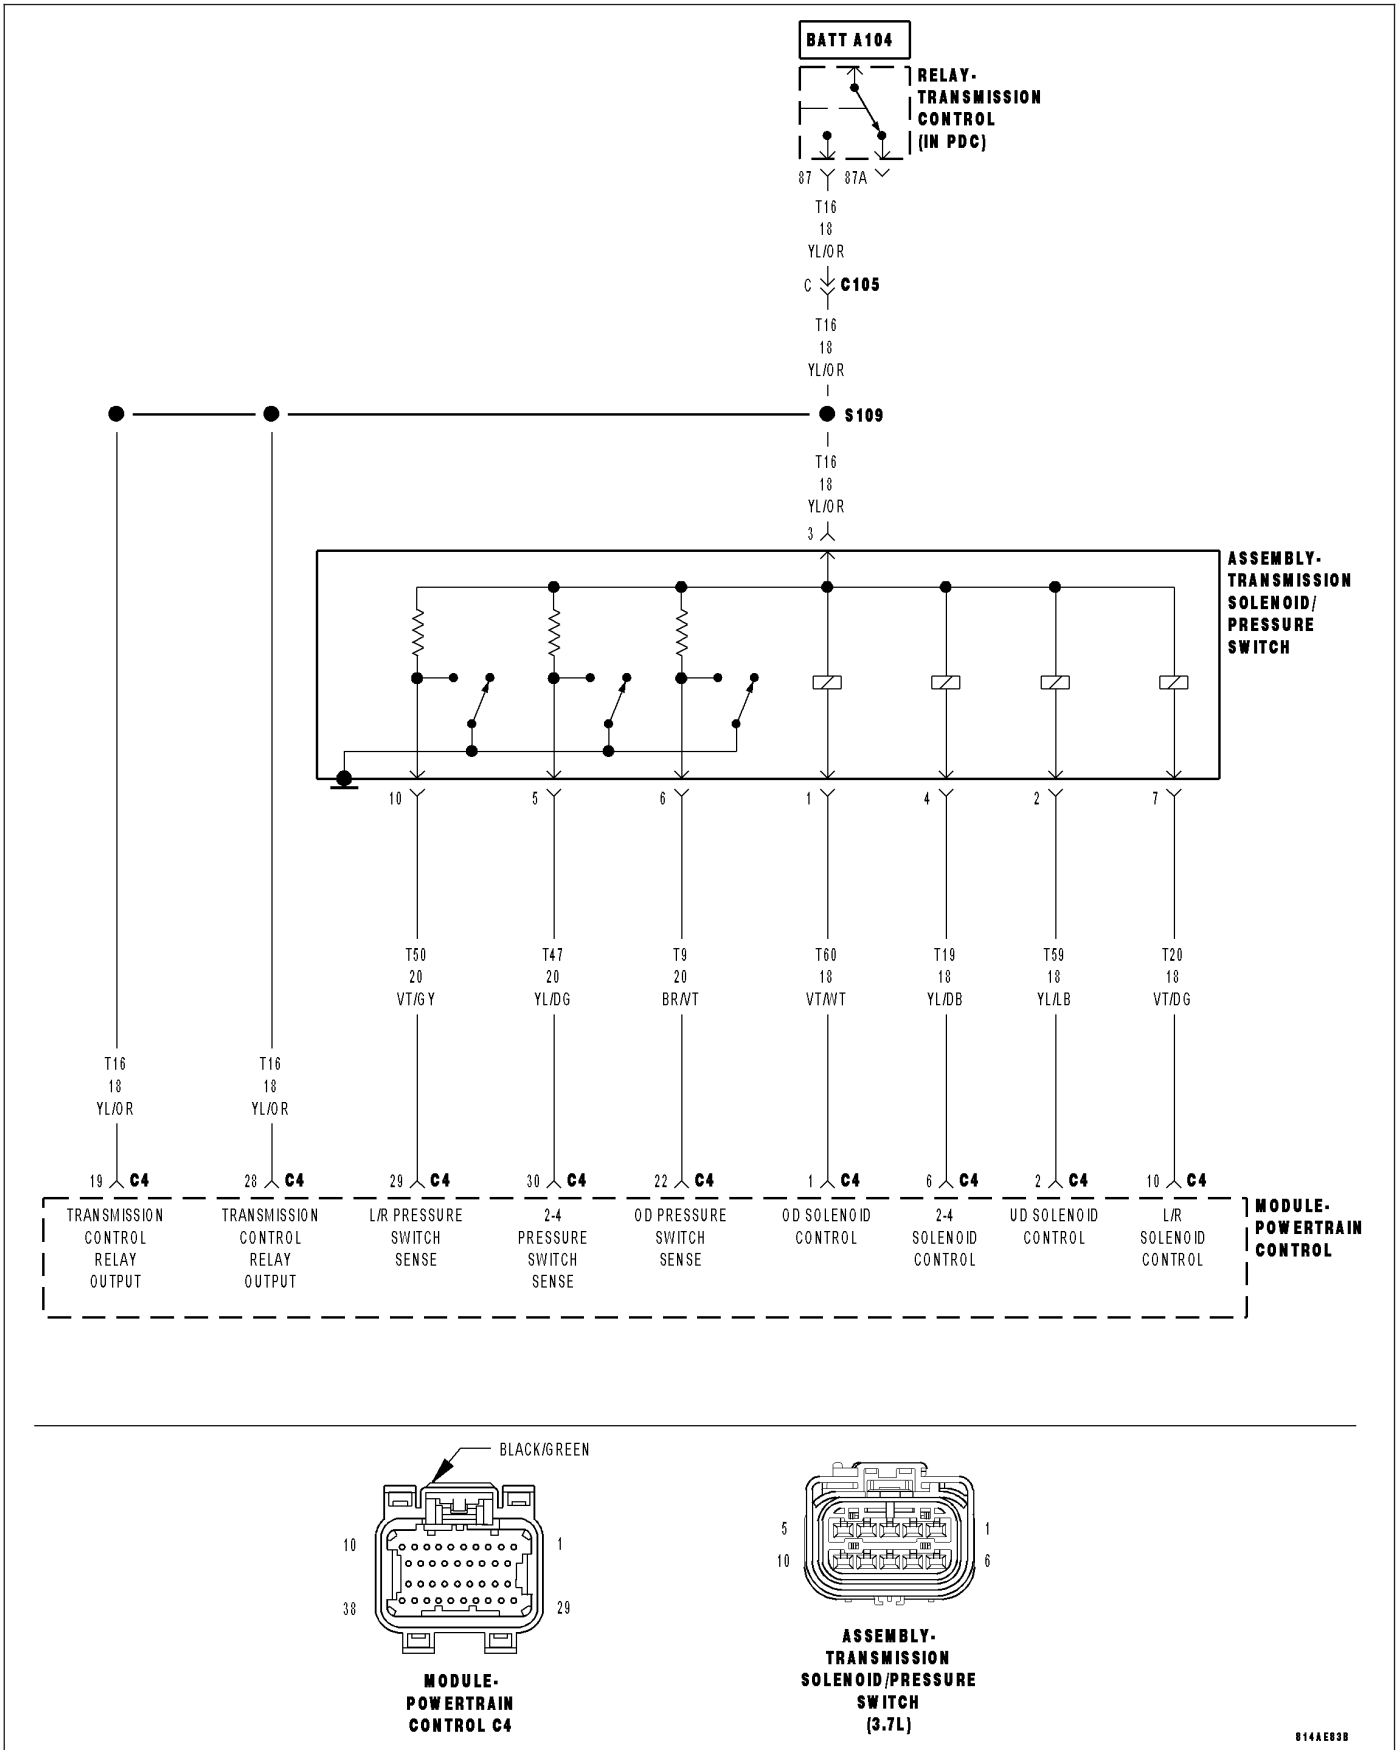 BATT A104
RELAY-
TRANSMISSION
CONTROL
(IN PDC)
87
87A
T16
18
YL/OR
C
C105
T16
18
YL/OR
S109
T16
18
YL/OR
3
ASSEMBLY-
TRANSMISSION
SOLENOID/
PRESSURE
SWITCH
10
5
6
1
4
2
7
T50
20
VT/GY
T47
20
YL/DG
T9
20
BR/VT
T60
18
VT/WT
T19
18
YL/DB
T59
18
YL/LB
T20
18
VT/DG
T16
18
YL/OR
T16
18
YL/OR
19 C4
28 C4
29 C4
30 C4
22 C4
1 C4
6 C4
2 C4
10 C4
TRANSMISSION
CONTROL
RELAY
OUTPUT
TRANSMISSION
CONTROL
RELAY
OUTPUT
L/R PRESSURE
SWITCH
SENSE
2-4
PRESSURE
SWITCH
SENSE
OD PRESSURE
SWITCH
SENSE
OD SOLENOID
CONTROL
2-4
SOLENOID
CONTROL
UD SOLENOID
CONTROL
L/R
SOLENOID
CONTROL
MODULE-
POWERTRAIN
CONTROL
BLACK/GREEN
10
1
38
29
MODULE-
POWERTRAIN
CONTROL C4
5
1
10
6
ASSEMBLY-
TRANSMISSION
SOLENOID/PRESSURE
SWITCH
(3.7L)
814AE83B